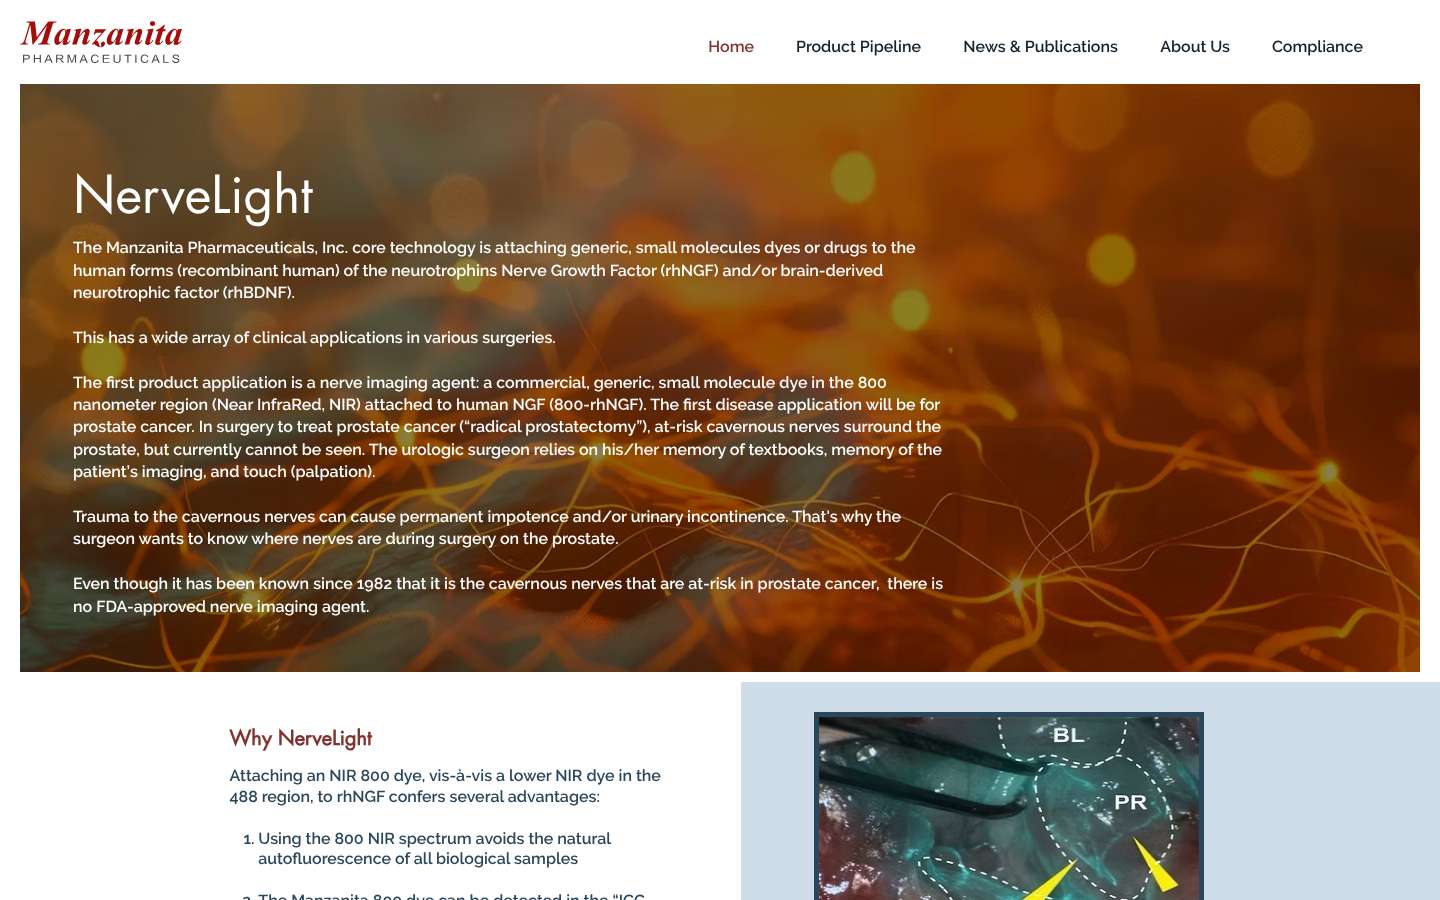 Manzanita
PHARMACEUTICALS
Home
Product Pipeline
News & Publications
About Us
Compliance
NerveLight
The Manzanita Pharmaceuticals, Inc. core technology is attaching generic, small molecules dyes or drugs to the
human forms (recombinant human) of the neurotrophins Nerve Growth Factor (rhNGF) and/or brain-derived
neurotrophic factor (rhBDNF).
This has a wide array of clinical applications in various surgeries.
The first product application is a nerve imaging agent: a commercial, generic, small molecule dye in the 800
nanometer region (Near InfraRed, NIR) attached to human NGF (800-rhNGF). The first disease application will be for
prostate cancer. In surgery to treat prostate cancer (“radical prostatectomy”), at-risk cavernous nerves surround the
prostate, but currently cannot be seen. The urologic surgeon relies on his/her memory of textbooks, memory of the
patient's imaging, and touch (palpation).
Trauma to the cavernous nerves can cause permanent impotence and/or urinary incontinence. That's why the
surgeon wants to know where nerves are during surgery on the prostate.
Even though it has been known since 1982 that it is the cavernous nerves that are at-risk in prostate cancer,  there is
no FDA-approved nerve imaging agent.
Why NerveLight
Attaching an NIR 800 dye, vis-à-vis a lower NIR dye in the
488 region, to rhNGF confers several advantages:
1. Using the 800 NIR spectrum avoids the natural
autofluorescence of all biological samples
2. The Manzanita 800 dye can be detected in the “ICG
BL
PR